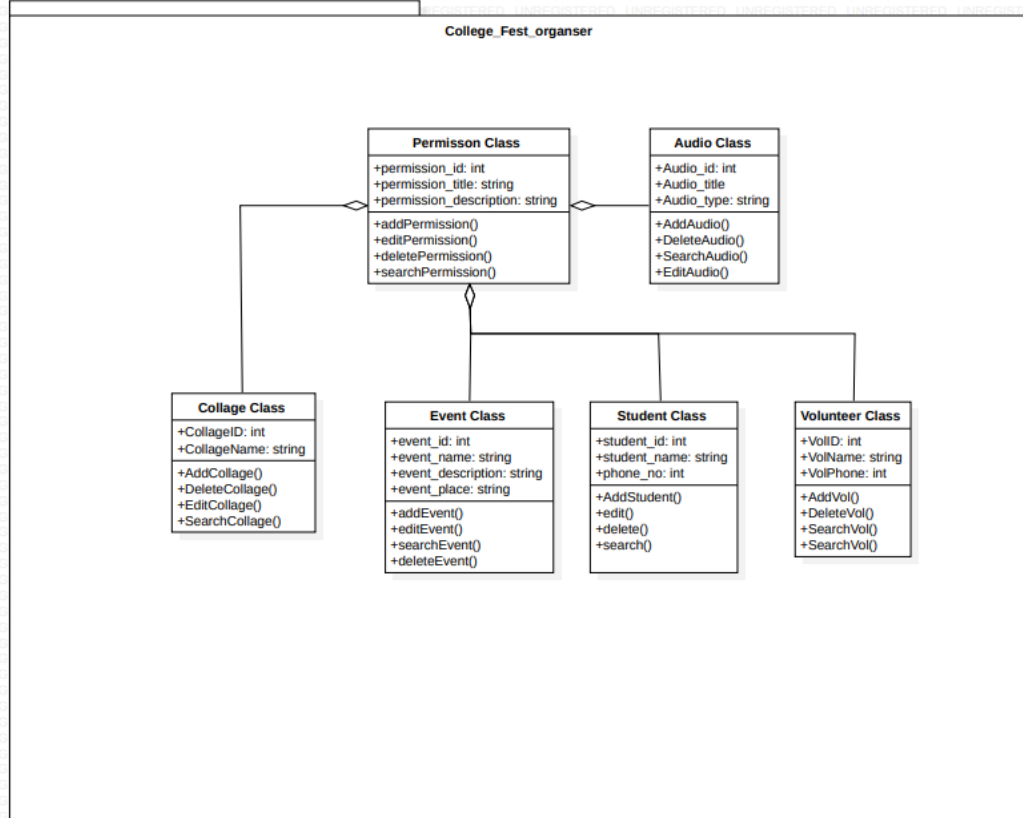 UNREGISTERED UNREGISTERED UNREGISTERED UNREGISTERED UNREGISTERED
College_Fest_organser
Permisson Class
+permission_id: int
+permission_title: string
+permission_description: string
+addPermission()
+editPermission()
+deletePermission()
+searchPermission()
Audio Class
+Audio_id: int
+Audio_title
+Audio_type: string
+AddAudio()
+DeleteAudio()
+SearchAudio()
+EditAudio()
Collage Class
+CollageID: int
+CollageName: string
+AddCollage()
+DeleteCollage()
+EditCollage()
+SearchCollage()
Event Class
+event_id: int
+event_name: string
+event_description: string
+event_place: string
+addEvent()
+editEvent()
+searchEvent()
+deleteEvent()
Student Class
+student_id: int
+student_name: string
+phone_no: int
+AddStudent()
+edit()
+delete()
+search()
Volunteer Class
+VolID: int
+VolName: string
+VolPhone: int
+AddVol()
+DeleteVol()
+SearchVol()
+SearchVol()